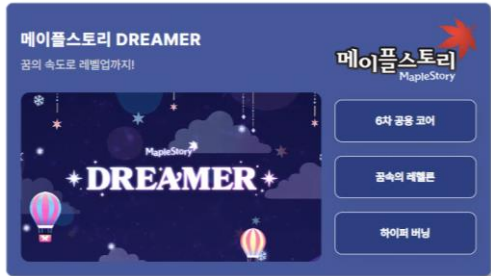 메이플스토리 DREAMER
꿈의 속도로 레벨업까지!
메이플스토리
MapleStory
MapleStory
DREAMER
6차 공용 코어
꿈속의 레헬른
하이퍼 버닝